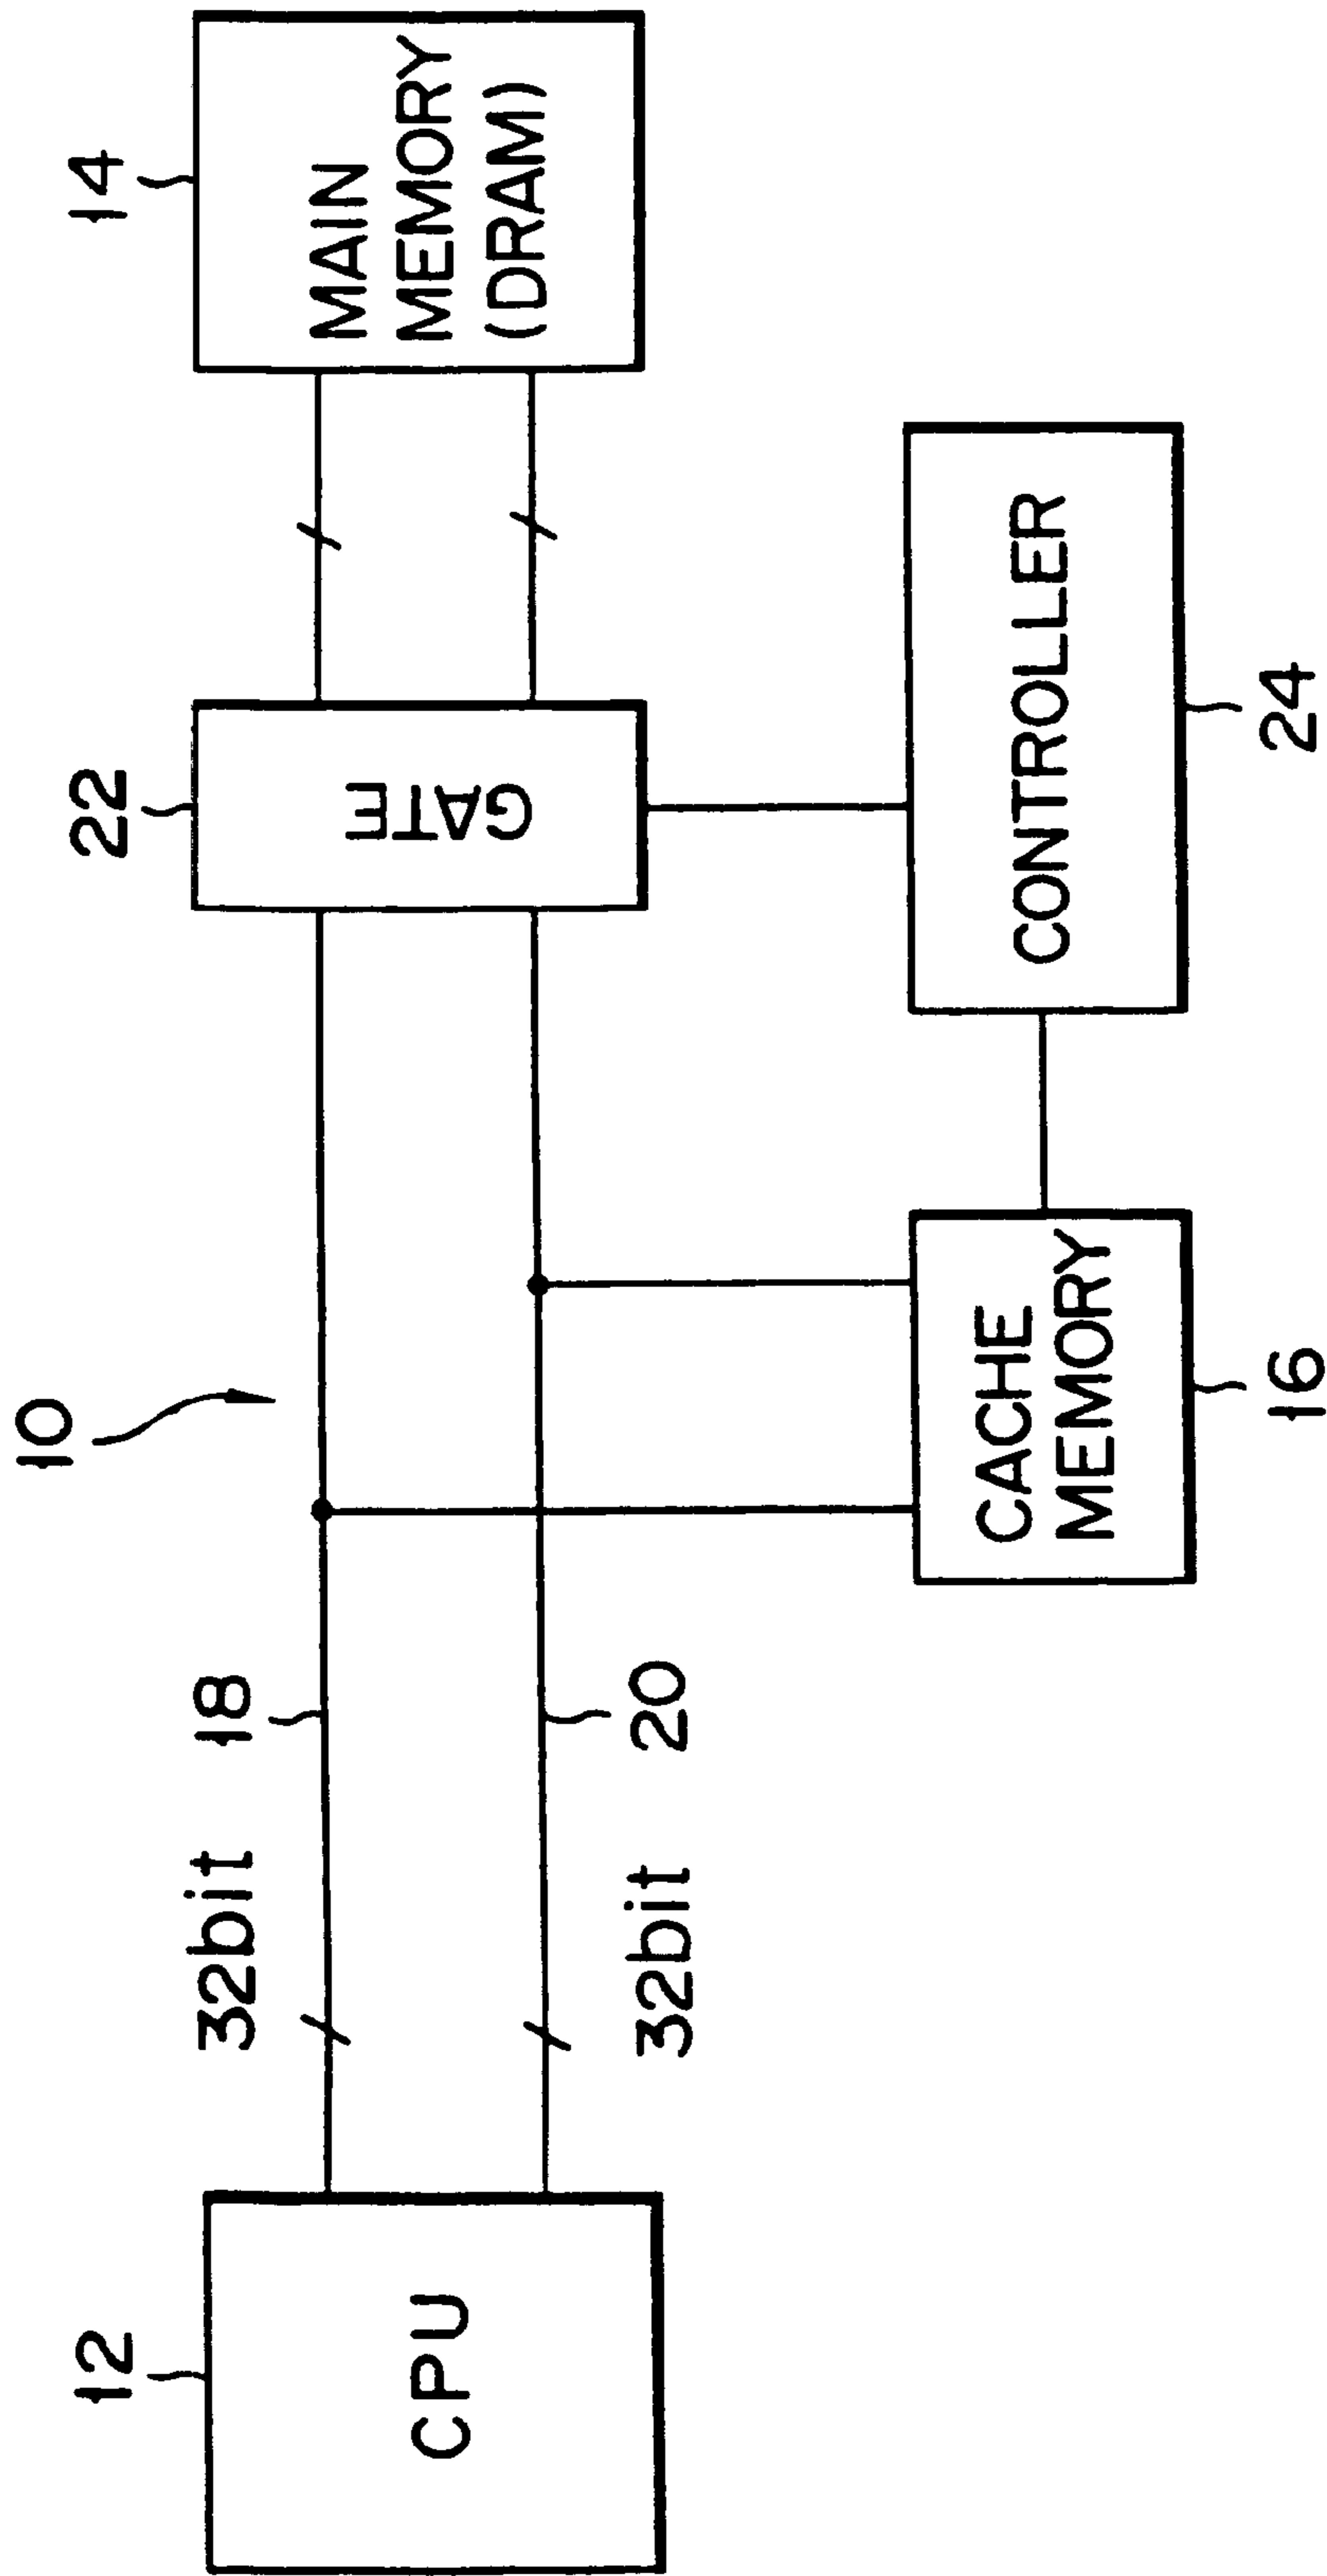 10
12
CPU
32bit
18
32bit
20
22
GATE
14
MAIN
MEMORY
(DRAM)
CACHE
MEMORY
16
CONTROLLER
24